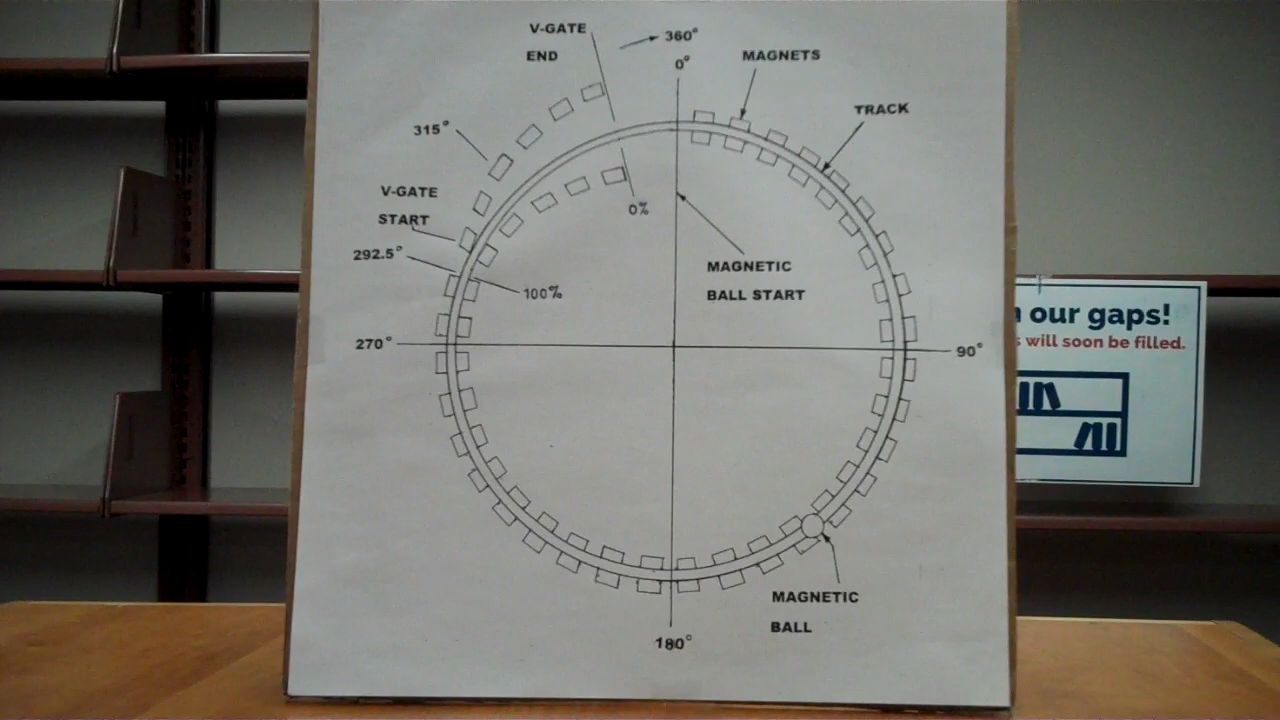 V-GATE
END
360°
0°
MAGNETS
TRACK
315°
V-GATE
START
0%
292.5°
100%
MAGNETIC
BALL START
270°
90°
MAGNETIC
BALL
180°
our gaps!
will soon be filled.